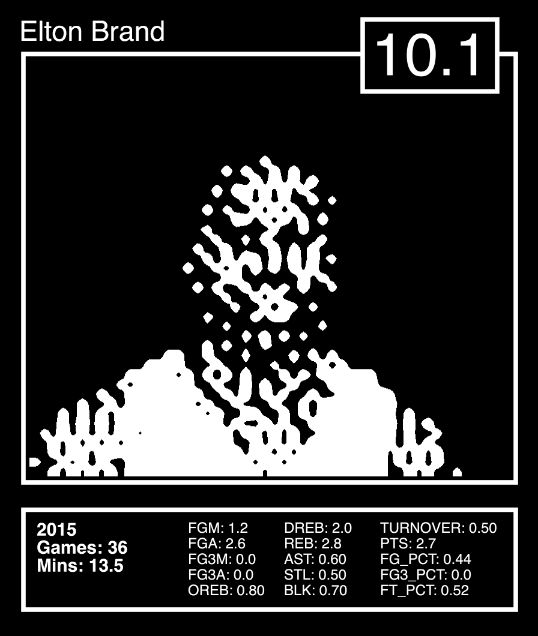 Elton Brand
10.1
2015
Games: 36
Mins: 13.5
FGM: 1.2
FGA: 2.6
FG3M: 0.0
FG3A: 0.0
OREB: 0.80
DREB: 2.0
REB: 2.8
AST: 0.60
STL: 0.50
BLK: 0.70
TURNOVER: 0.50
PTS: 2.7
FG_PCT: 0.44
FG3_PCT: 0.0
FT_PCT: 0.52